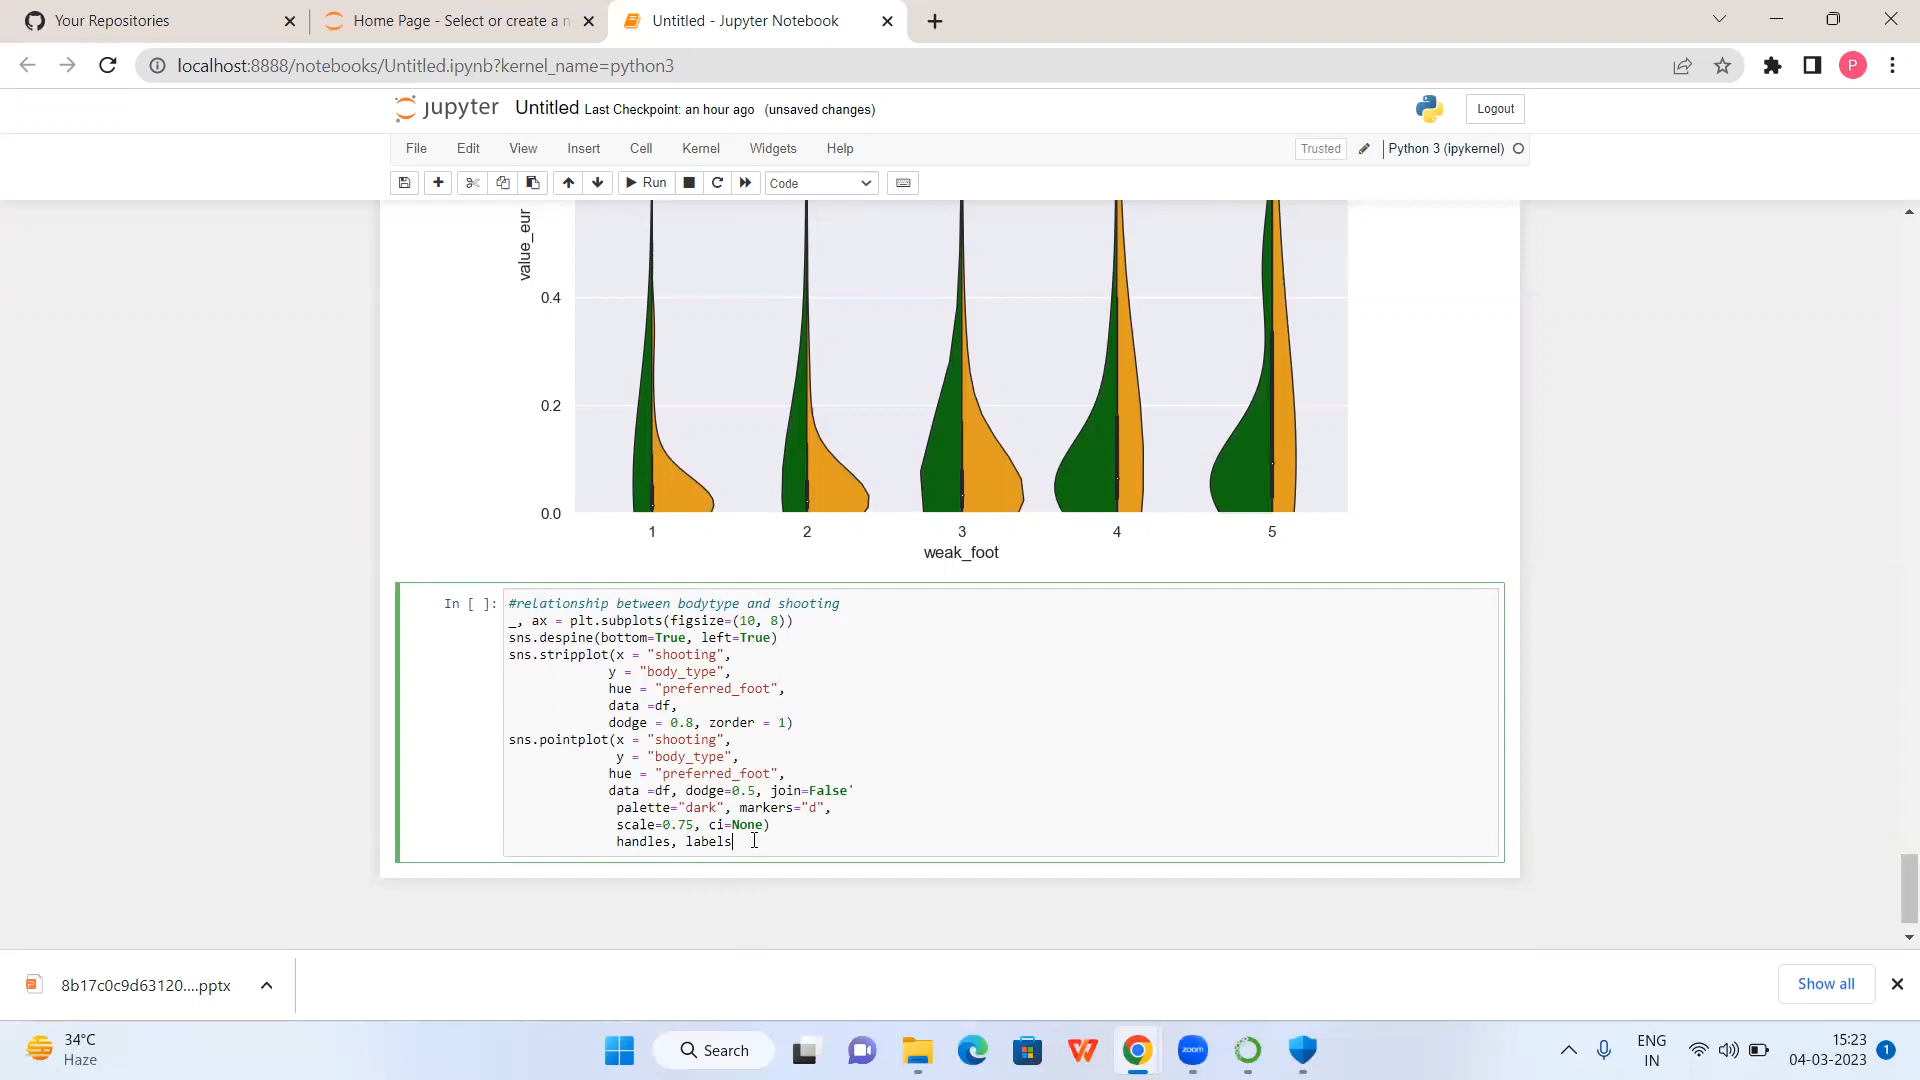 Your Repositories
Home Page - Select or create a n
Untitled - Jupyter Notebook
localhost:8888/notebooks/Untitled.ipynb?kernel_name=python3
P
jupyter Untitled Last Checkpoint: an hour ago (unsaved changes)
Logout
File Edit View Insert Cell Kernel Widgets Help
Trusted Python 3 (ipykernel)
Run Code
value_eur
0.4
0.2
0.0
1 2 3 4 5
weak_foot
In [ ]:
#relationship between bodytype and shooting
_, ax = plt.subplots(figsize=(10, 8))
sns.despine(bottom=True, left=True)
sns.stripplot(x = "shooting",
y = "body_type",
hue = "preferred_foot",
data =df,
dodge = 0.8, zorder = 1)
sns.pointplot(x = "shooting",
y = "body_type",
hue = "preferred_foot",
data =df, dodge=0.5, join=False'
palette="dark", markers="d",
scale=0.75, ci=None)
handles, labels
8b17c0c9d63120....pptx
Show all
34°C
Haze
Search
zoom
ENG
IN
15:23
04-03-2023
1